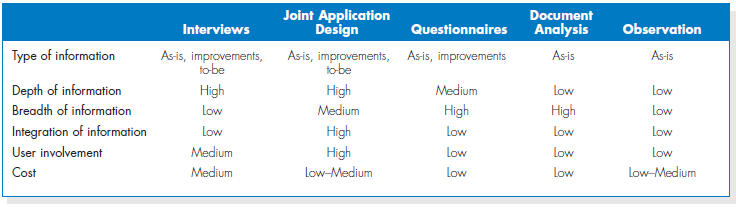 Interviews Joint Application Design Questionnaires Document Analysis Observation
Type of information As-is, improvements, to-be As-is, improvements, to-be As-is, improvements As-is As-is
Depth of information High High Medium Low Low
Breadth of information Low Medium High High Low
Integration of information Low High Low Low Low
User involvement Medium High Low Low Low
Cost Medium Low–Medium Low Low Low–Medium